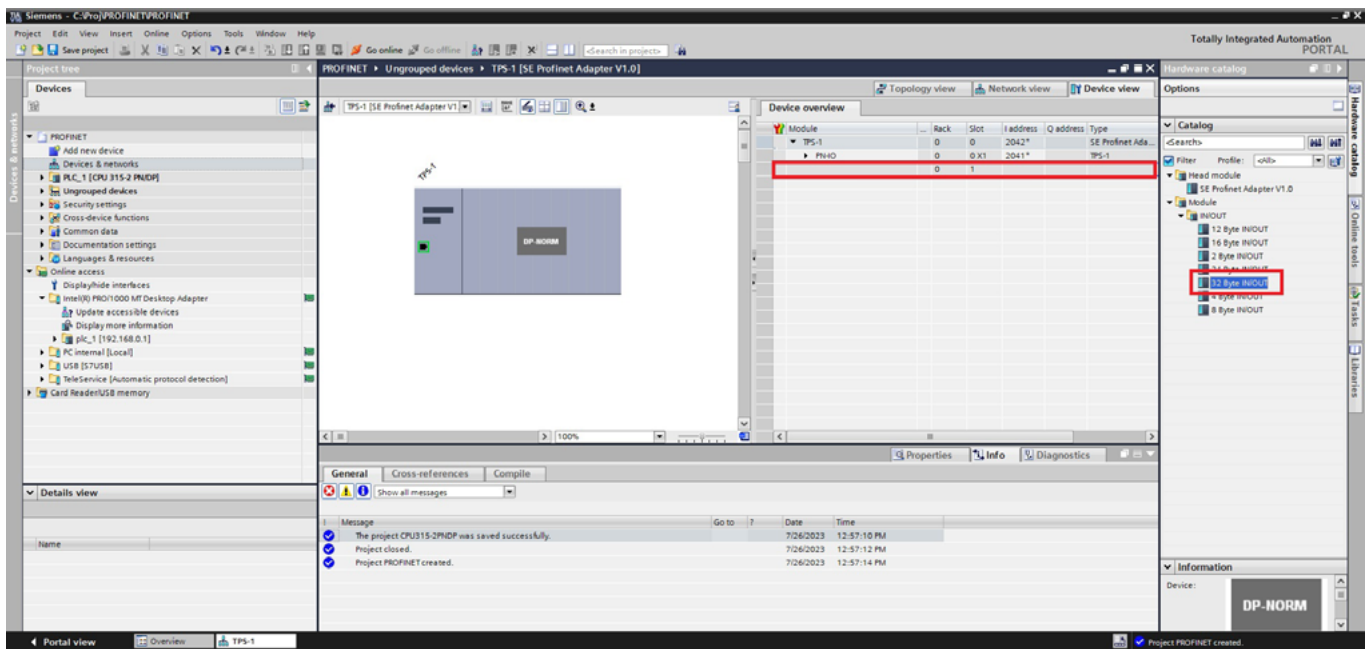 Siemens - C:\Proj\PROFINET\PROFINET
Project Edit View Insert Online Options Tools Window Help
Save project Go online Go offline <Search in project>
Totally Integrated Automation
PORTAL
Project tree
Devices
PROFINET
Add new device
Devices & networks
PLC_1 [CPU 315-2 PN/DP]
Ungrouped devices
Security settings
Cross-device functions
Common data
Documentation settings
Languages & resources
Online access
Display/hide interfaces
Intel(R) PRO/1000 MT Desktop Adapter
Update accessible devices
Display more information
plc_1 [192.168.0.1]
PC internal [Local]
USB [S7USB]
TeleService [Automatic protocol detection]
Card Reader/USB memory
Details view
Name
Devices & networks
PROFINET Ungrouped devices TPS-1 [SE Profinet Adapter V1.0]
Topology view Network view Device view
TPS-1 [SE Profinet Adapter V1
TPS-1
DP-NORM
100%
Device overview
Module ... Rack Slot I address Q address Type
TPS-1 0 0 2042* SE Profinet Ada...
PN-IO 0 0 X1 2041* TPS-1
0 1
Properties Info Diagnostics
General Cross-references Compile
Show all messages
! Message Go to ? Date Time
The project CPU315-2PNDP was saved successfully. 7/26/2023 12:57:10 PM
Project closed. 7/26/2023 12:57:12 PM
Project PROFINET created. 7/26/2023 12:57:14 PM
Hardware catalog
Options
Catalog
<Search>
Filter Profile: <All>
Head module
SE Profinet Adapter V1.0
Module
IN/OUT
12 Byte IN/OUT
16 Byte IN/OUT
2 Byte IN/OUT
Byte IN/OUT
32 Byte IN/OUT
4 Byte IN/OUT
8 Byte IN/OUT
Information
Device:
DP-NORM
Hardware catalog
Online tools
Tasks
Libraries
Portal view Overview TPS-1 Project PROFINET created.